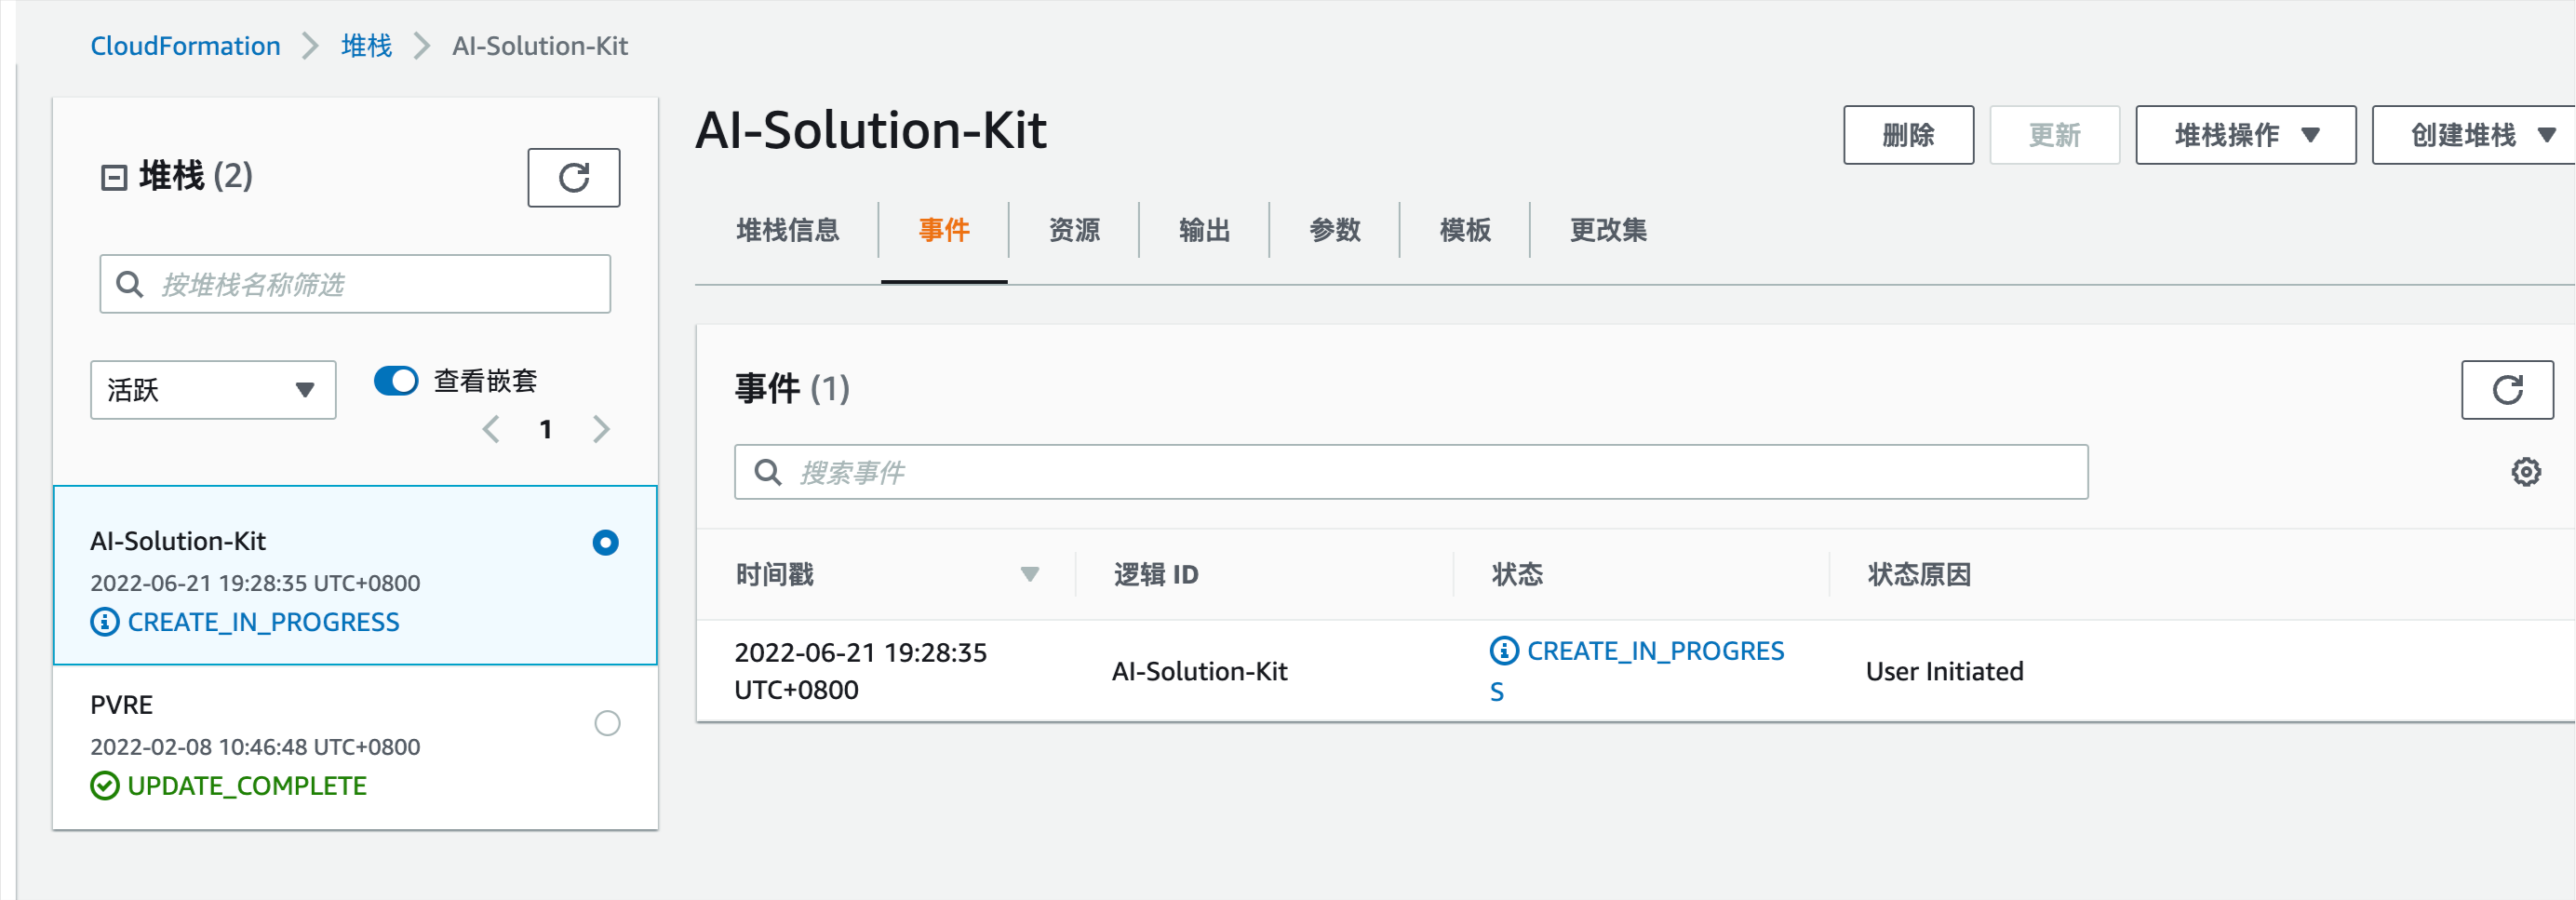 CloudFormation
堆栈
AI-Solution-Kit
堆栈 (2)
按堆栈名称筛选
活跃
查看嵌套
1
AI-Solution-Kit
2022-06-21 19:28:35 UTC+0800
CREATE_IN_PROGRESS
PVRE
2022-02-08 10:46:48 UTC+0800
UPDATE_COMPLETE
AI-Solution-Kit
删除
更新
堆栈操作
创建堆栈
堆栈信息
事件
资源
输出
参数
模板
更改集
事件 (1)
搜索事件
时间戳
逻辑 ID
状态
状态原因
2022-06-21 19:28:35
UTC+0800
AI-Solution-Kit
CREATE_IN_PROGRES
S
User Initiated